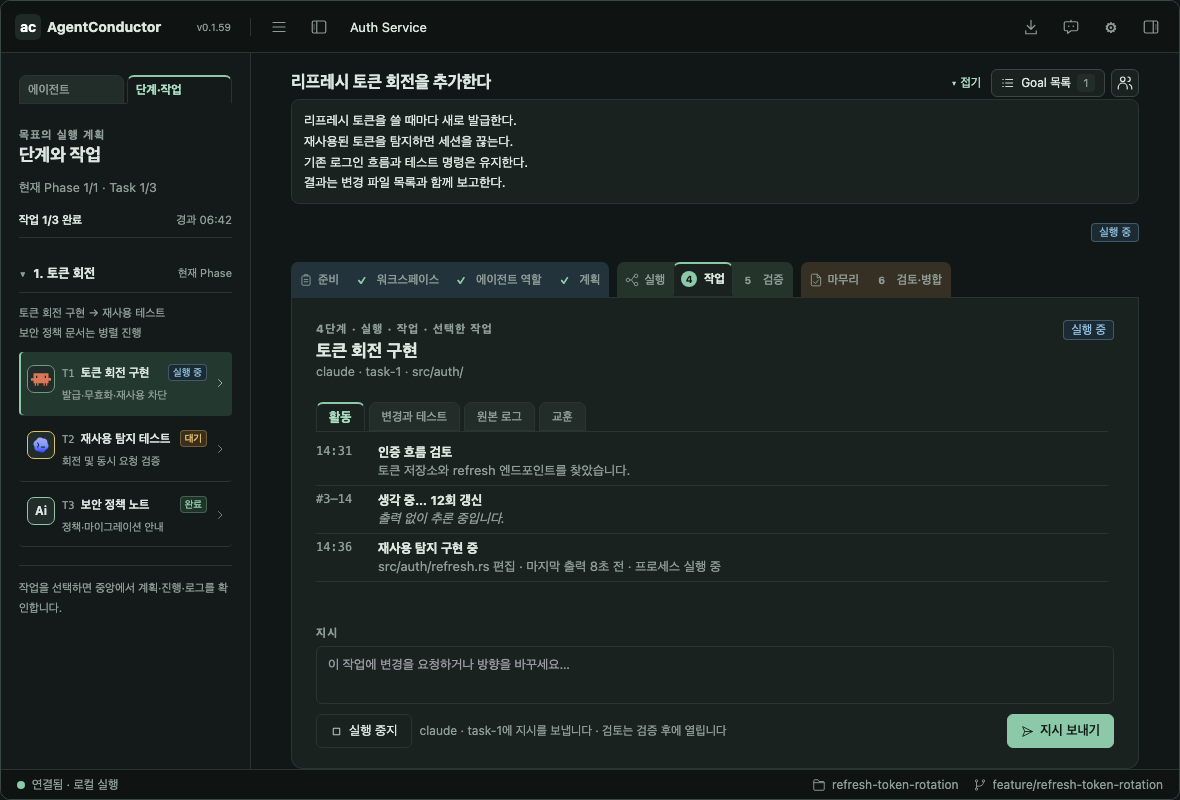 ac AgentConductor v0.1.59 Auth Service
에이전트 단계·작업
목표의 실행 계획
단계와 작업
현재 Phase 1/1 · Task 1/3
작업 1/3 완료 경과 06:42
1. 토큰 회전 현재 Phase
토큰 회전 구현 → 재사용 테스트
보안 정책 문서는 병렬 진행
T1 토큰 회전 구현 실행 중
발급·무효화·재사용 차단
T2 재사용 탐지 테스트 대기
회전 및 동시 요청 검증
Ai T3 보안 정책 노트 완료
정책·마이그레이션 안내
작업을 선택하면 중앙에서 계획·진행·로그를 확
인합니다.
리프레시 토큰 회전을 추가한다 접기 Goal 목록 1
리프레시 토큰을 쓸 때마다 새로 발급한다.
재사용된 토큰을 탐지하면 세션을 끊는다.
기존 로그인 흐름과 테스트 명령은 유지한다.
결과는 변경 파일 목록과 함께 보고한다.
실행 중
준비 ✓ 워크스페이스 ✓ 에이전트 역할 ✓ 계획 실행 4 작업 5 검증 마무리 6 검토·병합
4단계 · 실행 · 작업 · 선택한 작업 실행 중
토큰 회전 구현
claude · task-1 · src/auth/
활동 변경과 테스트 원본 로그 교훈
14:31 인증 흐름 검토
토큰 저장소와 refresh 엔드포인트를 찾았습니다.
#3–14 생각 중... 12회 갱신
출력 없이 추론 중입니다.
14:36 재사용 탐지 구현 중
src/auth/refresh.rs 편집 · 마지막 출력 8초 전 · 프로세스 실행 중
지시
이 작업에 변경을 요청하거나 방향을 바꾸세요...
실행 중지 claude · task-1에 지시를 보냅니다 · 검토는 검증 후에 열립니다 지시 보내기
연결됨 · 로컬 실행 refresh-token-rotation feature/refresh-token-rotation